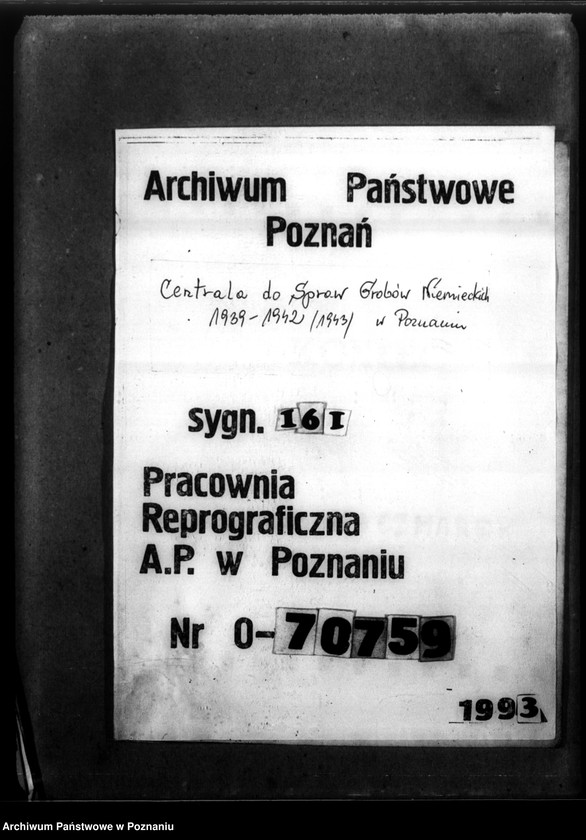 Archiwum Państwowe
Poznań
Centrala do Spraw Grobów Niemieckich
1939-1942 /1943/ w Poznaniu
sygn. 161
Pracownia
Reprograficzna
A.P. w Poznaniu
Nr 0-70759
1993
Archiwum Państwowe w Poznaniu